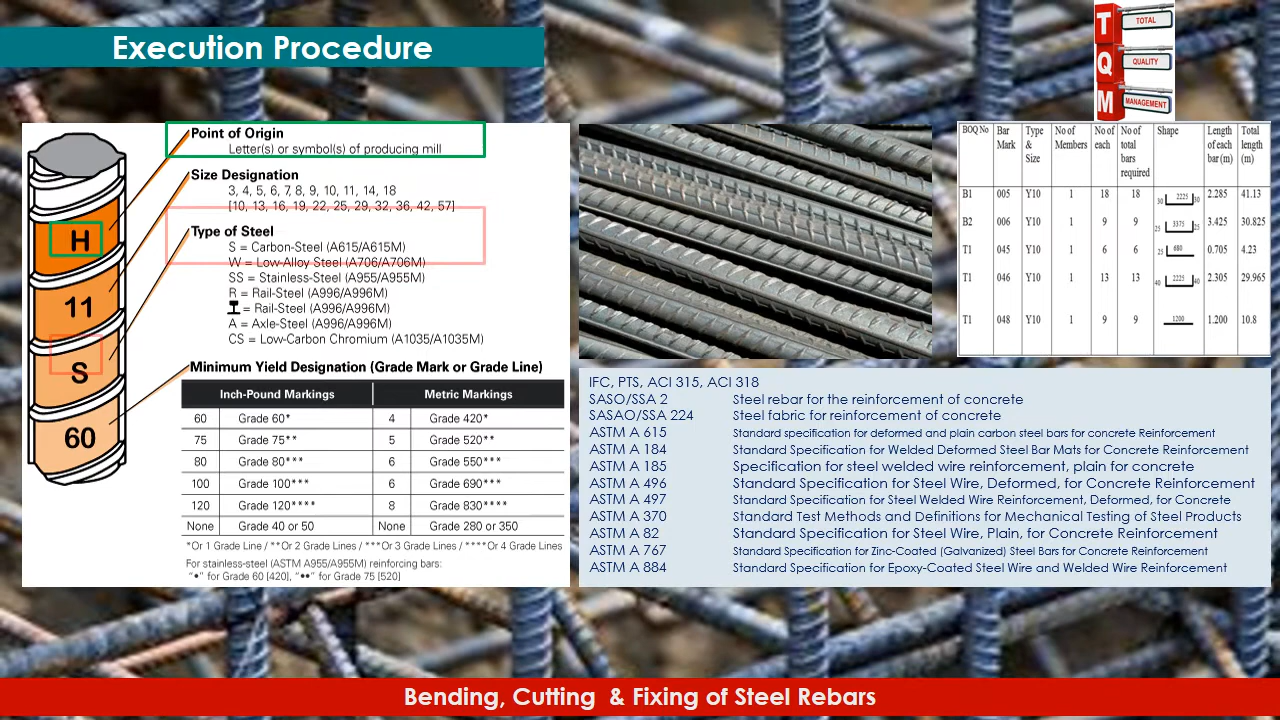 Execution Procedure
T TOTAL
Q QUALITY
M MANAGEMENT
Point of Origin
Letter(s) or symbol(s) of producing mill
Size Designation
3, 4, 5, 6, 7, 8, 9, 10, 11, 14, 18
[10, 13, 16, 19, 22, 25, 29, 32, 36, 42, 57]
Type of Steel
S = Carbon-Steel (A615/A615M)
W = Low-Alloy Steel (A706/A706M)
SS = Stainless-Steel (A955/A955M)
R = Rail-Steel (A996/A996M)
= Rail-Steel (A996/A996M)
A = Axle-Steel (A996/A996M)
CS = Low-Carbon Chromium (A1035/A1035M)
H
11
S
60
Minimum Yield Designation (Grade Mark or Grade Line)
Inch-Pound Markings Metric Markings
60 Grade 60* 4 Grade 420*
75 Grade 75** 5 Grade 520**
80 Grade 80*** 6 Grade 550***
100 Grade 100*** 6 Grade 690***
120 Grade 120**** 8 Grade 830****
None Grade 40 or 50 None Grade 280 or 350
*Or 1 Grade Line / **Or 2 Grade Lines / ***Or 3 Grade Lines / ****Or 4 Grade Lines
For stainless-steel (ASTM A955/A955M) reinforcing bars:
"•" for Grade 60 [420], "••" for Grade 75 [520]
BOQ No Bar Mark Type & Size No of Members No of each No of total bars required Shape Length of each bar (m) Total length (m)
B1 005 Y10 1 18 18 30 2225 30 2.285 41.13
B2 006 Y10 1 9 9 25 3375 25 3.425 30.825
T1 045 Y10 1 6 6 25 680 0.705 4.23
T1 046 Y10 1 13 13 40 2225 40 2.305 29.965
T1 048 Y10 1 9 9 1200 1.200 10.8
IFC, PTS, ACI 315, ACI 318
SASO/SSA 2 Steel rebar for the reinforcement of concrete
SASAO/SSA 224 Steel fabric for reinforcement of concrete
ASTM A 615 Standard specification for deformed and plain carbon steel bars for concrete Reinforcement
ASTM A 184 Standard Specification for Welded Deformed Steel Bar Mats for Concrete Reinforcement
ASTM A 185 Specification for steel welded wire reinforcement, plain for concrete
ASTM A 496 Standard Specification for Steel Wire, Deformed, for Concrete Reinforcement
ASTM A 497 Standard Specification for Steel Welded Wire Reinforcement, Deformed, for Concrete
ASTM A 370 Standard Test Methods and Definitions for Mechanical Testing of Steel Products
ASTM A 82 Standard Specification for Steel Wire, Plain, for Concrete Reinforcement
ASTM A 767 Standard Specification for Zinc-Coated (Galvanized) Steel Bars for Concrete Reinforcement
ASTM A 884 Standard Specification for Epoxy-Coated Steel Wire and Welded Wire Reinforcement
Bending, Cutting & Fixing of Steel Rebars